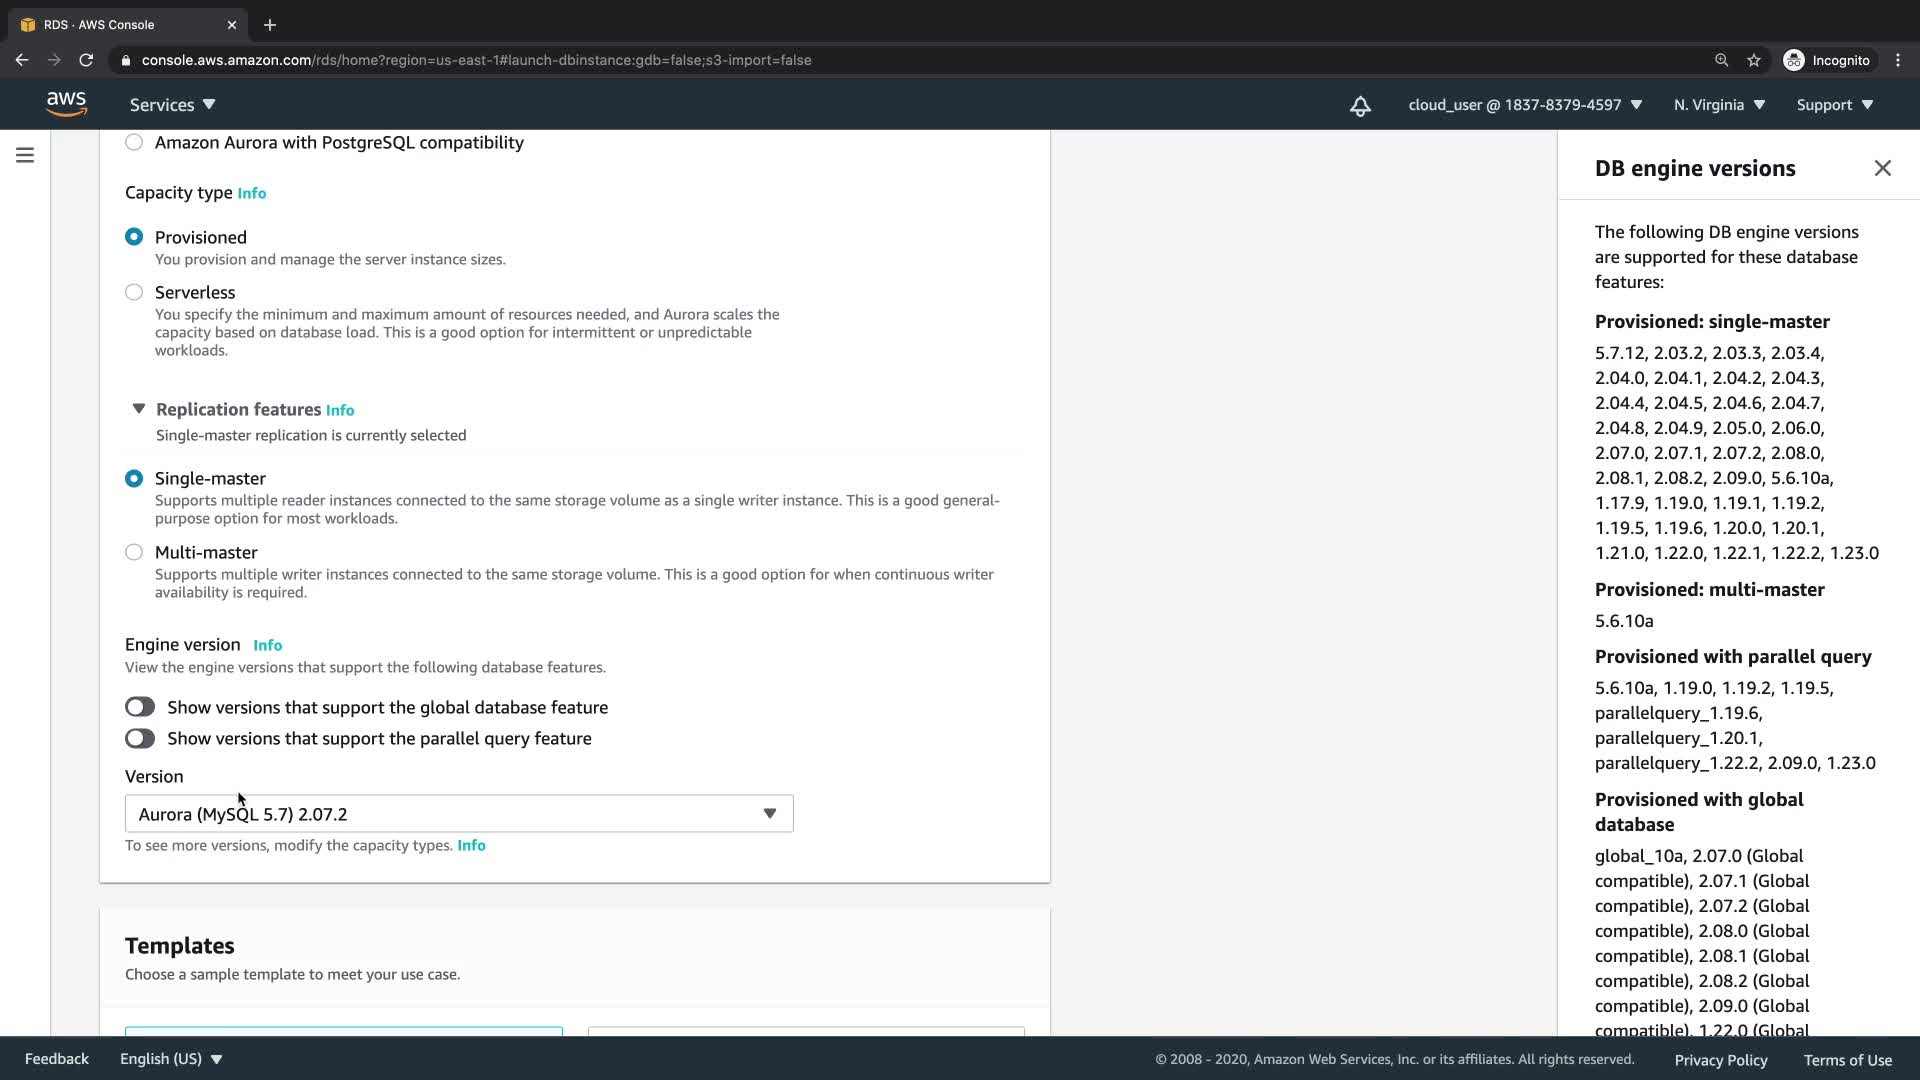 RDS · AWS Console
console.aws.amazon.com/rds/home?region=us-east-1#launch-dbinstance:gdb=false;s3-import=false
Incognito
aws
Services
cloud_user @ 1837-8379-4597
N. Virginia
Support
Amazon Aurora with PostgreSQL compatibility
Capacity type Info
Provisioned
You provision and manage the server instance sizes.
Serverless
You specify the minimum and maximum amount of resources needed, and Aurora scales the
capacity based on database load. This is a good option for intermittent or unpredictable
workloads.
Replication features Info
Single-master replication is currently selected
Single-master
Supports multiple reader instances connected to the same storage volume as a single writer instance. This is a good general-
purpose option for most workloads.
Multi-master
Supports multiple writer instances connected to the same storage volume. This is a good option for when continuous writer
availability is required.
Engine version Info
View the engine versions that support the following database features.
Show versions that support the global database feature
Show versions that support the parallel query feature
Version
Aurora (MySQL 5.7) 2.07.2
To see more versions, modify the capacity types. Info
Templates
Choose a sample template to meet your use case.
DB engine versions
The following DB engine versions
are supported for these database
features:
Provisioned: single-master
5.7.12, 2.03.2, 2.03.3, 2.03.4,
2.04.0, 2.04.1, 2.04.2, 2.04.3,
2.04.4, 2.04.5, 2.04.6, 2.04.7,
2.04.8, 2.04.9, 2.05.0, 2.06.0,
2.07.0, 2.07.1, 2.07.2, 2.08.0,
2.08.1, 2.08.2, 2.09.0, 5.6.10a,
1.17.9, 1.19.0, 1.19.1, 1.19.2,
1.19.5, 1.19.6, 1.20.0, 1.20.1,
1.21.0, 1.22.0, 1.22.1, 1.22.2, 1.23.0
Provisioned: multi-master
5.6.10a
Provisioned with parallel query
5.6.10a, 1.19.0, 1.19.2, 1.19.5,
parallelquery_1.19.6,
parallelquery_1.20.1,
parallelquery_1.22.2, 2.09.0, 1.23.0
Provisioned with global
database
global_10a, 2.07.0 (Global
compatible), 2.07.1 (Global
compatible), 2.07.2 (Global
compatible), 2.08.0 (Global
compatible), 2.08.1 (Global
compatible), 2.08.2 (Global
compatible), 2.09.0 (Global
compatible), 1.22.0 (Global
Feedback
English (US)
© 2008 - 2020, Amazon Web Services, Inc. or its affiliates. All rights reserved.
Privacy Policy
Terms of Use